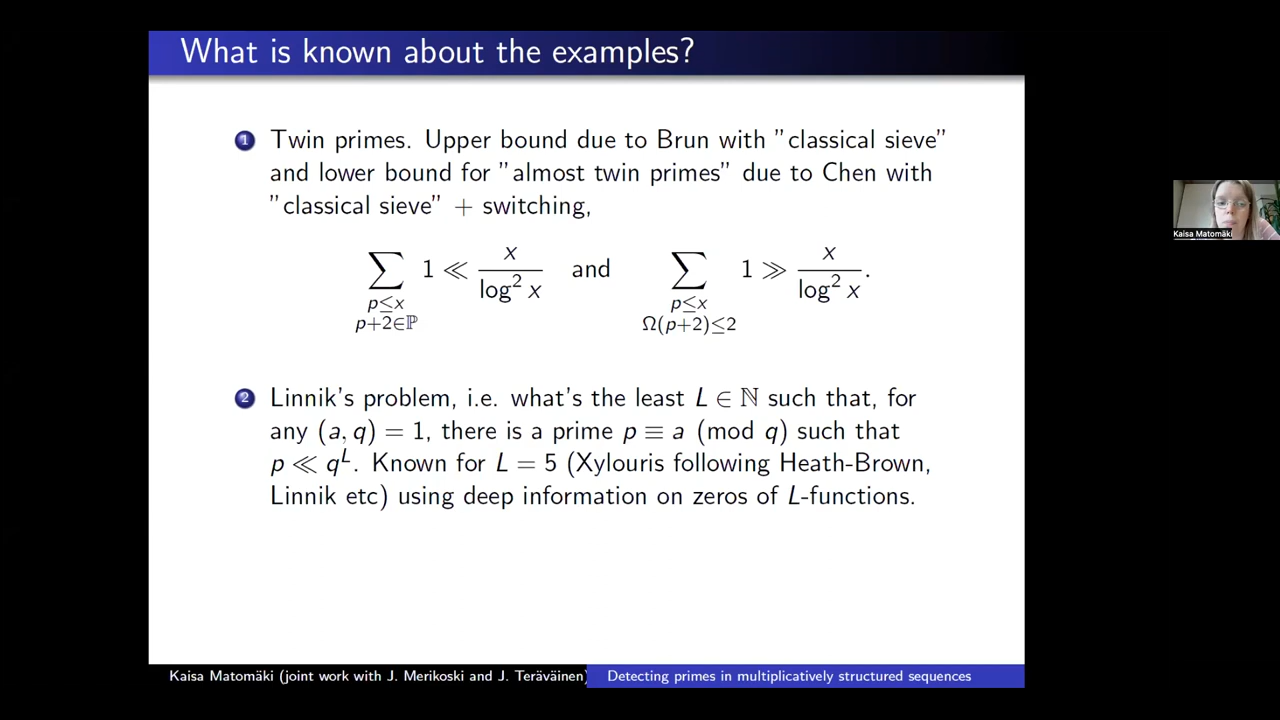 What is known about the examples?
1 Twin primes. Upper bound due to Brun with ”classical sieve”
and lower bound for ”almost twin primes” due to Chen with
”classical sieve” + switching,
∑_{p≤x, p+2∈ℙ} 1 ≪ x / log² x and ∑_{p≤x, Ω(p+2)≤2} 1 ≫ x / log² x.
2 Linnik's problem, i.e. what's the least L ∈ ℕ such that, for
any (a, q) = 1, there is a prime p ≡ a (mod q) such that
p ≪ q^L. Known for L = 5 (Xylouris following Heath-Brown,
Linnik etc) using deep information on zeros of L-functions.
Kaisa Matomäki (joint work with J. Merikoski and J. Teräväinen) Detecting primes in multiplicatively structured sequences
Kaisa Matomäki